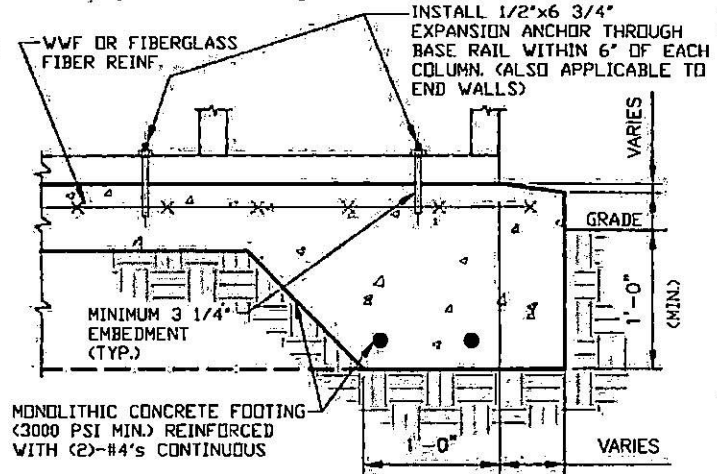 INSTALL 1/2"x6 3/4"
EXPANSION ANCHOR THROUGH
BASE RAIL WITHIN 6" OF EACH
COLUMN. (ALSO APPLICABLE TO
END WALLS)
WWF OR FIBERGLASS
FIBER REINF.
VARIES
GRADE
1'-0"
(MIN.)
MINIMUM 3 1/4"
EMBEDMENT
(TYP.)
MONOLITHIC CONCRETE FOOTING
(3000 PSI MIN.) REINFORCED
WITH (2)-#4's CONTINUOUS
1'-0"
VARIES